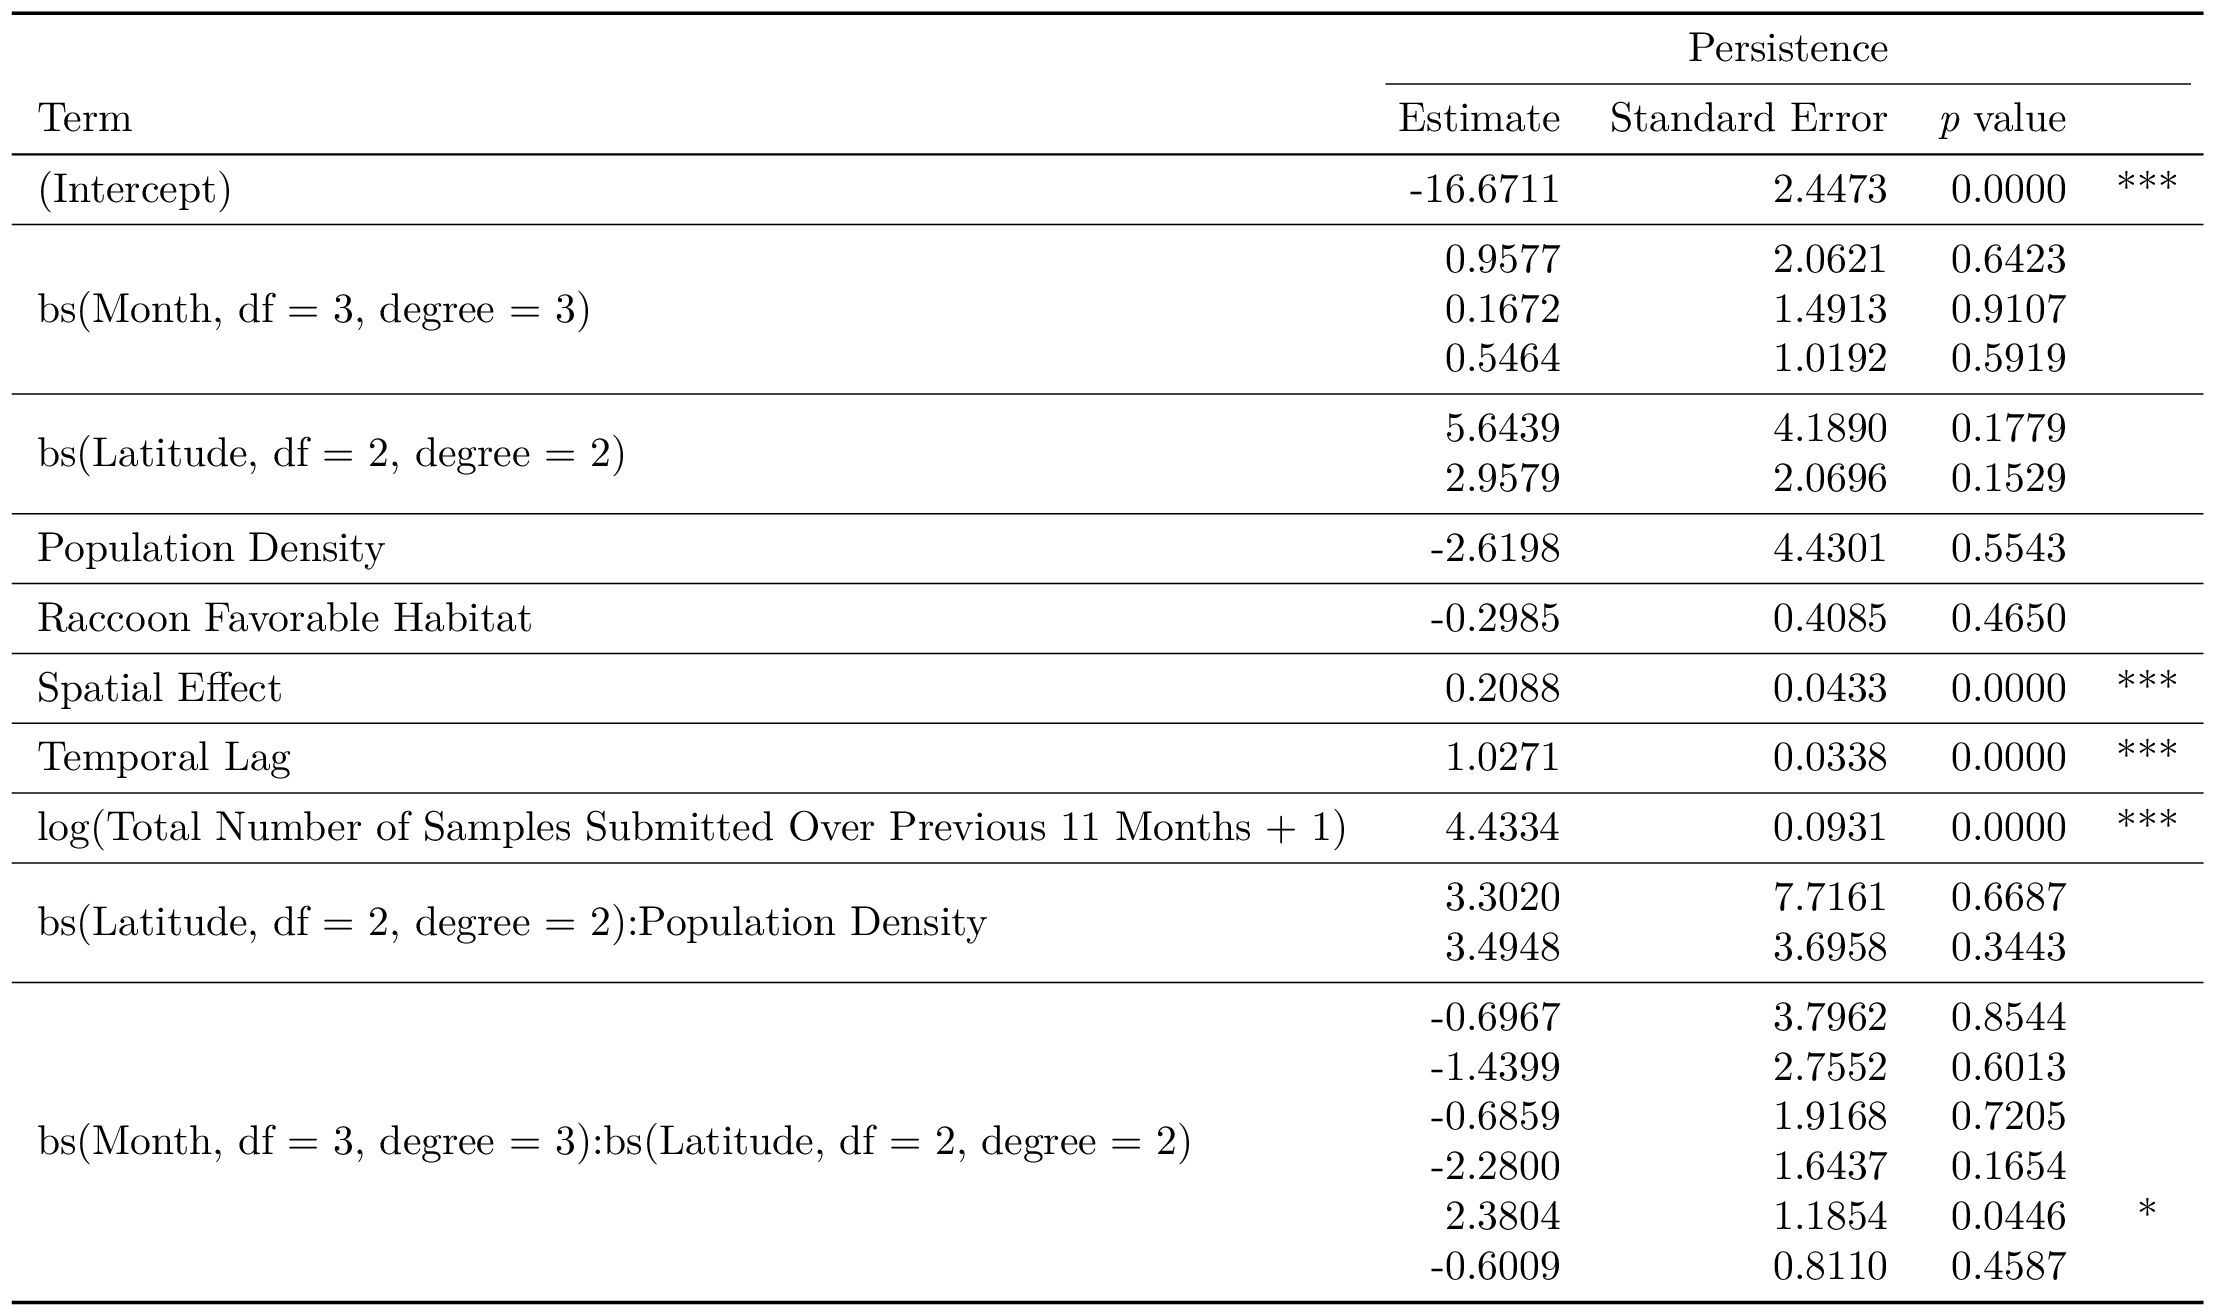 Persistence
Term Estimate Standard Error p value
(Intercept) -16.6711 2.4473 0.0000 ***
0.9577 2.0621 0.6423
bs(Month, df = 3, degree = 3) 0.1672 1.4913 0.9107
0.5464 1.0192 0.5919
bs(Latitude, df = 2, degree = 2)
5.6439 4.1890 0.1779
2.9579 2.0696 0.1529
Population Density -2.6198 4.4301 0.5543
Raccoon Favorable Habitat -0.2985 0.4085 0.4650
Spatial Effect 0.2088 0.0433 0.0000 ***
Temporal Lag 1.0271 0.0338 0.0000 ***
log(Total Number of Samples Submitted Over Previous 11 Months + 1) 4.4334 0.0931 0.0000 ***
bs(Latitude, df = 2, degree = 2):Population Density
3.3020 7.7161 0.6687
3.4948 3.6958 0.3443
bs(Month, df = 3, degree = 3):bs(Latitude, df = 2, degree = 2)
-0.6967 3.7962 0.8544
-1.4399 2.7552 0.6013
-0.6859 1.9168 0.7205
-2.2800 1.6437 0.1654
2.3804 1.1854 0.0446 *
-0.6009 0.8110 0.4587